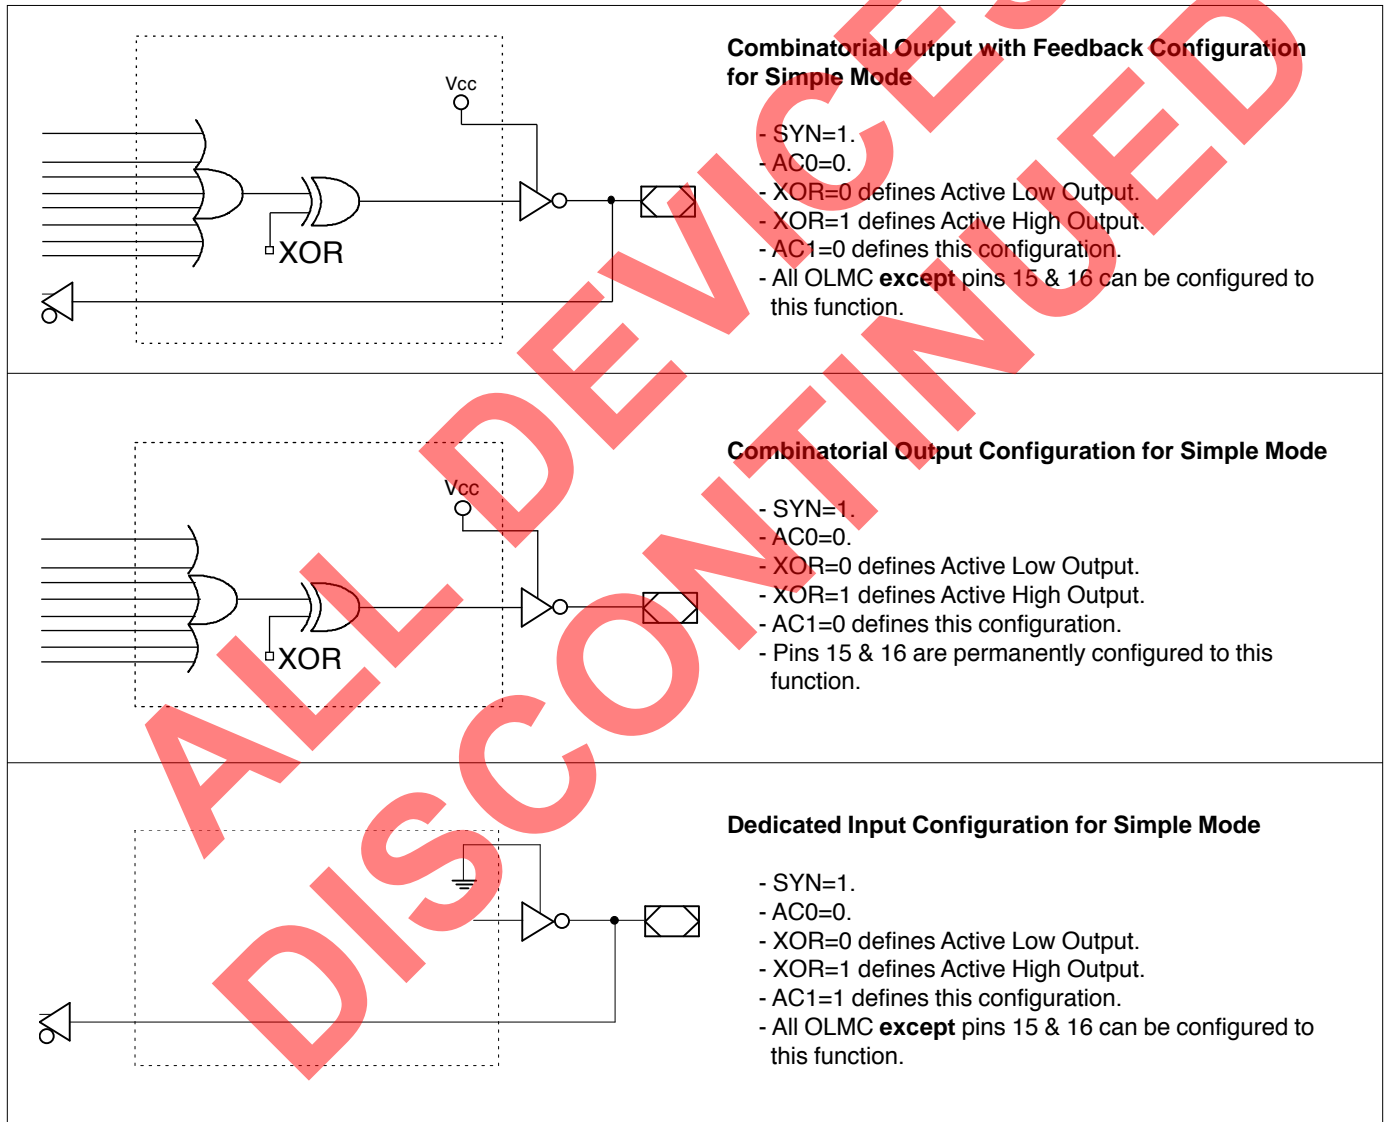 Combinatorial Output with Feedback Configuration
for Simple Mode
Vcc
XOR
- SYN=1.
- AC0=0.
- XOR=0 defines Active Low Output.
- XOR=1 defines Active High Output.
- AC1=0 defines this configuration.
- All OLMC except pins 15 & 16 can be configured to
this function.
Combinatorial Output Configuration for Simple Mode
Vcc
XOR
- SYN=1.
- AC0=0.
- XOR=0 defines Active Low Output.
- XOR=1 defines Active High Output.
- AC1=0 defines this configuration.
- Pins 15 & 16 are permanently configured to this
function.
Dedicated Input Configuration for Simple Mode
- SYN=1.
- AC0=0.
- XOR=0 defines Active Low Output.
- XOR=1 defines Active High Output.
- AC1=1 defines this configuration.
- All OLMC except pins 15 & 16 can be configured to
this function.
ALL DEVICES
DISCONTINUED